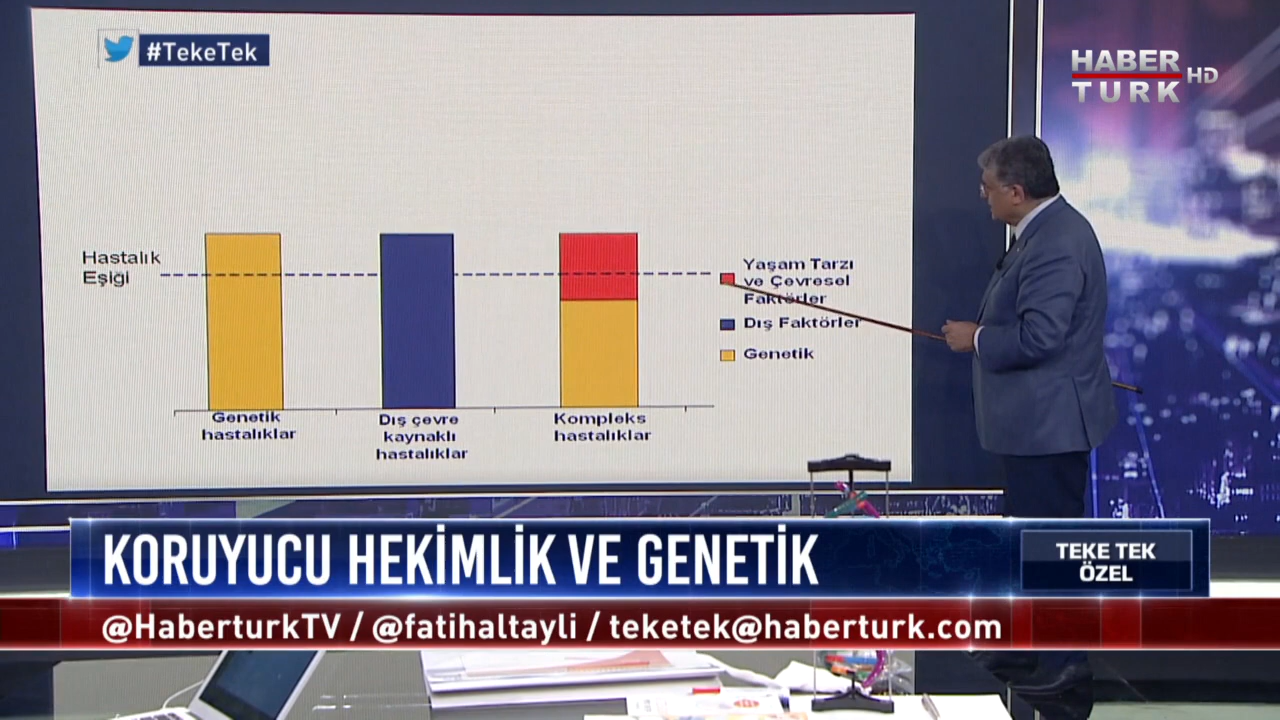 #TekeTek
HABER
TURK HD
Hastalık
Eşiği
Yaşam Tarzı
ve Çevresel
Faktörler
Dış Faktörler
Genetik
Genetik
hastalıklar
Dış çevre
kaynaklı
hastalıklar
Kompleks
hastalıklar
KORUYUCU HEKİMLİK VE GENETİK
TEKE TEK
ÖZEL
@HaberturkTV / @fatihaltayli / teketek@haberturk.com